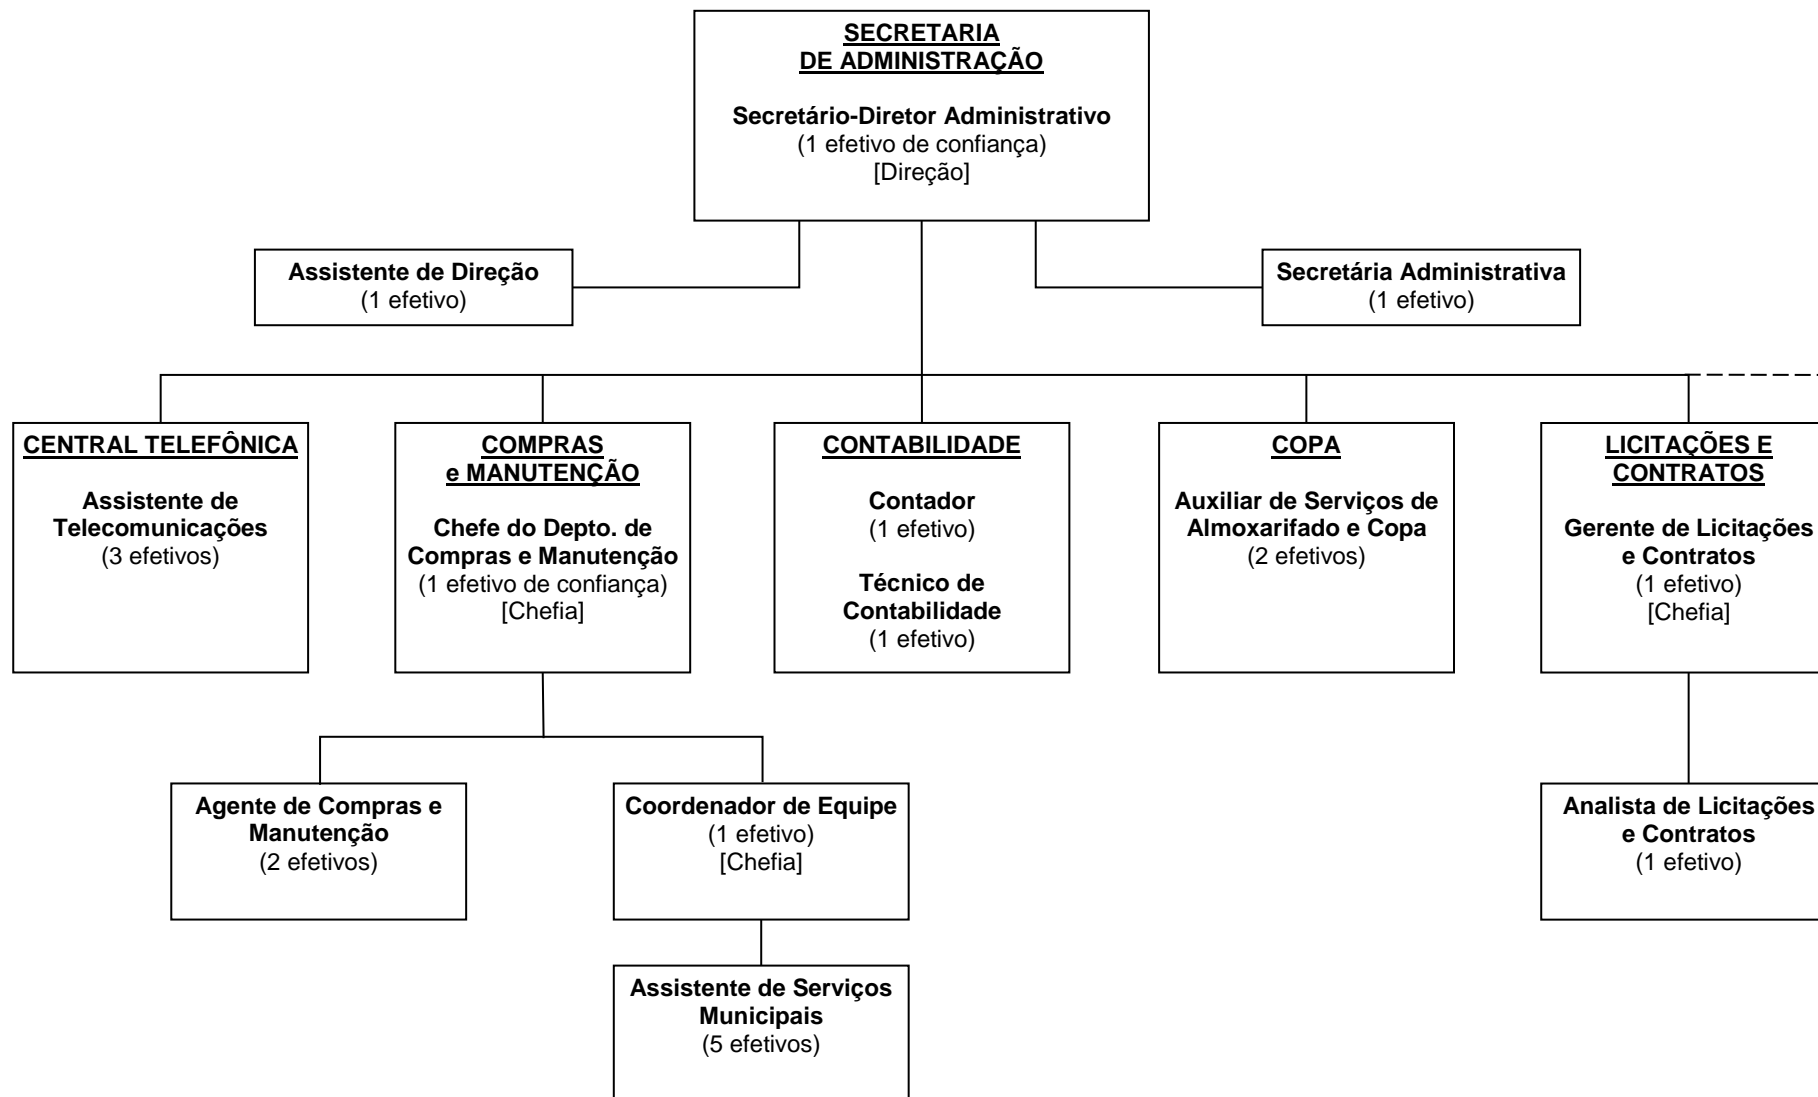 SECRETARIA
DE ADMINISTRAÇÃO
Secretário-Diretor Administrativo
(1 efetivo de confiança)
[Direção]
Assistente de Direção
(1 efetivo)
Secretária Administrativa
(1 efetivo)
CENTRAL TELEFÔNICA
Assistente de
Telecomunicações
(3 efetivos)
COMPRAS
e MANUTENÇÃO
Chefe do Depto. de
Compras e Manutenção
(1 efetivo de confiança)
[Chefia]
CONTABILIDADE
Contador
(1 efetivo)
Técnico de
Contabilidade
(1 efetivo)
COPA
Auxiliar de Serviços de
Almoxarifado e Copa
(2 efetivos)
LICITAÇÕES E
CONTRATOS
Gerente de Licitações
e Contratos
(1 efetivo)
[Chefia]
Agente de Compras e
Manutenção
(2 efetivos)
Coordenador de Equipe
(1 efetivo)
[Chefia]
Analista de Licitações
e Contratos
(1 efetivo)
Assistente de Serviços
Municipais
(5 efetivos)